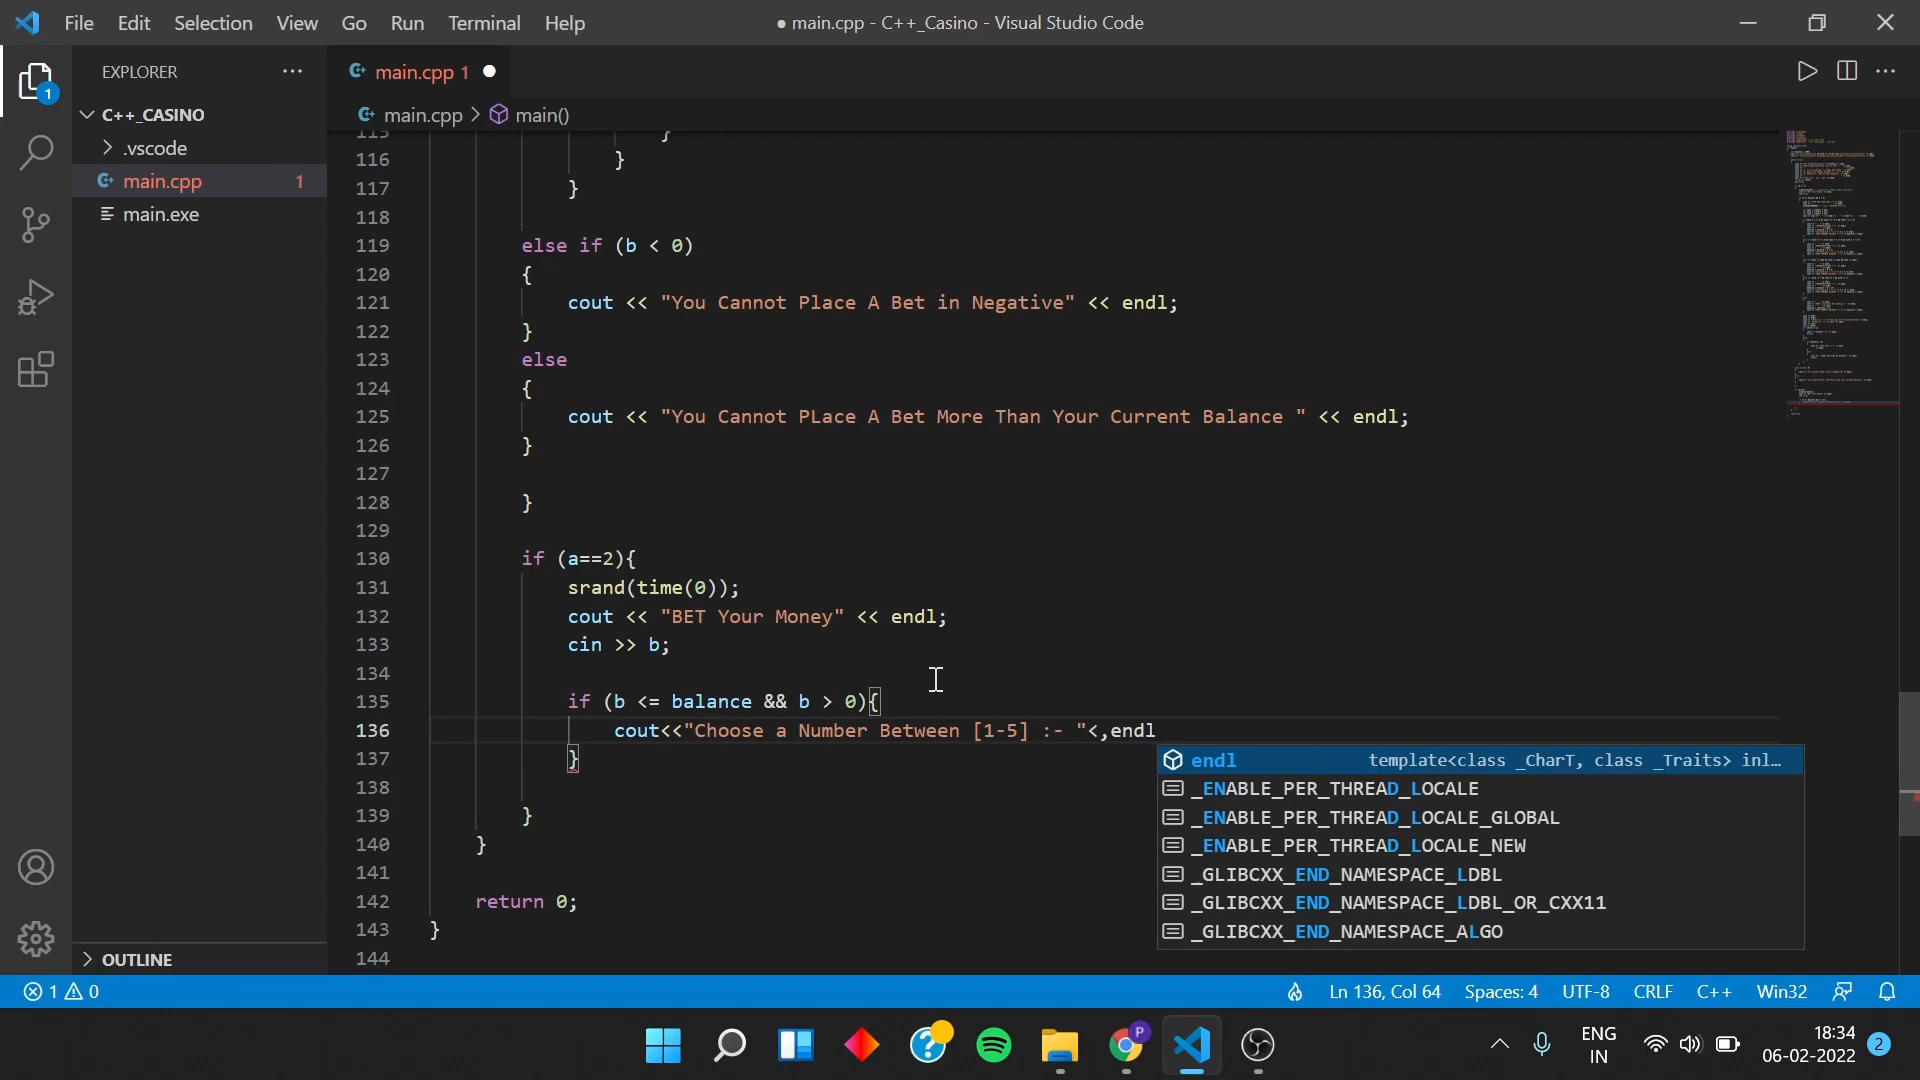 File Edit Selection View Go Run Terminal Help
● main.cpp - C++_Casino - Visual Studio Code
EXPLORER
main.cpp 1
1
C++_CASINO
main.cpp > main()
.vscode
main.cpp 1
main.exe
115 }
116 }
117 }
118
119 else if (b < 0)
120 {
121 cout << "You Cannot Place A Bet in Negative" << endl;
122 }
123 else
124 {
125 cout << "You Cannot PLace A Bet More Than Your Current Balance " << endl;
126 }
127
128 }
129
130 if (a==2){
131 srand(time(0));
132 cout << "BET Your Money" << endl;
133 cin >> b;
134
135 if (b <= balance && b > 0){
136 cout<<"Choose a Number Between [1-5] :- "<,endl
137 }
endl template<class _CharT, class _Traits> inl…
_ENABLE_PER_THREAD_LOCALE
138
139 }
_ENABLE_PER_THREAD_LOCALE_GLOBAL
140 }
_ENABLE_PER_THREAD_LOCALE_NEW
141
_GLIBCXX_END_NAMESPACE_LDBL
142 return 0;
_GLIBCXX_END_NAMESPACE_LDBL_OR_CXX11
143 }
_GLIBCXX_END_NAMESPACE_ALGO
144
OUTLINE
1 0
Ln 136, Col 64 Spaces: 4 UTF-8 CRLF C++ Win32
P
ENG
IN
18:34
06-02-2022
2